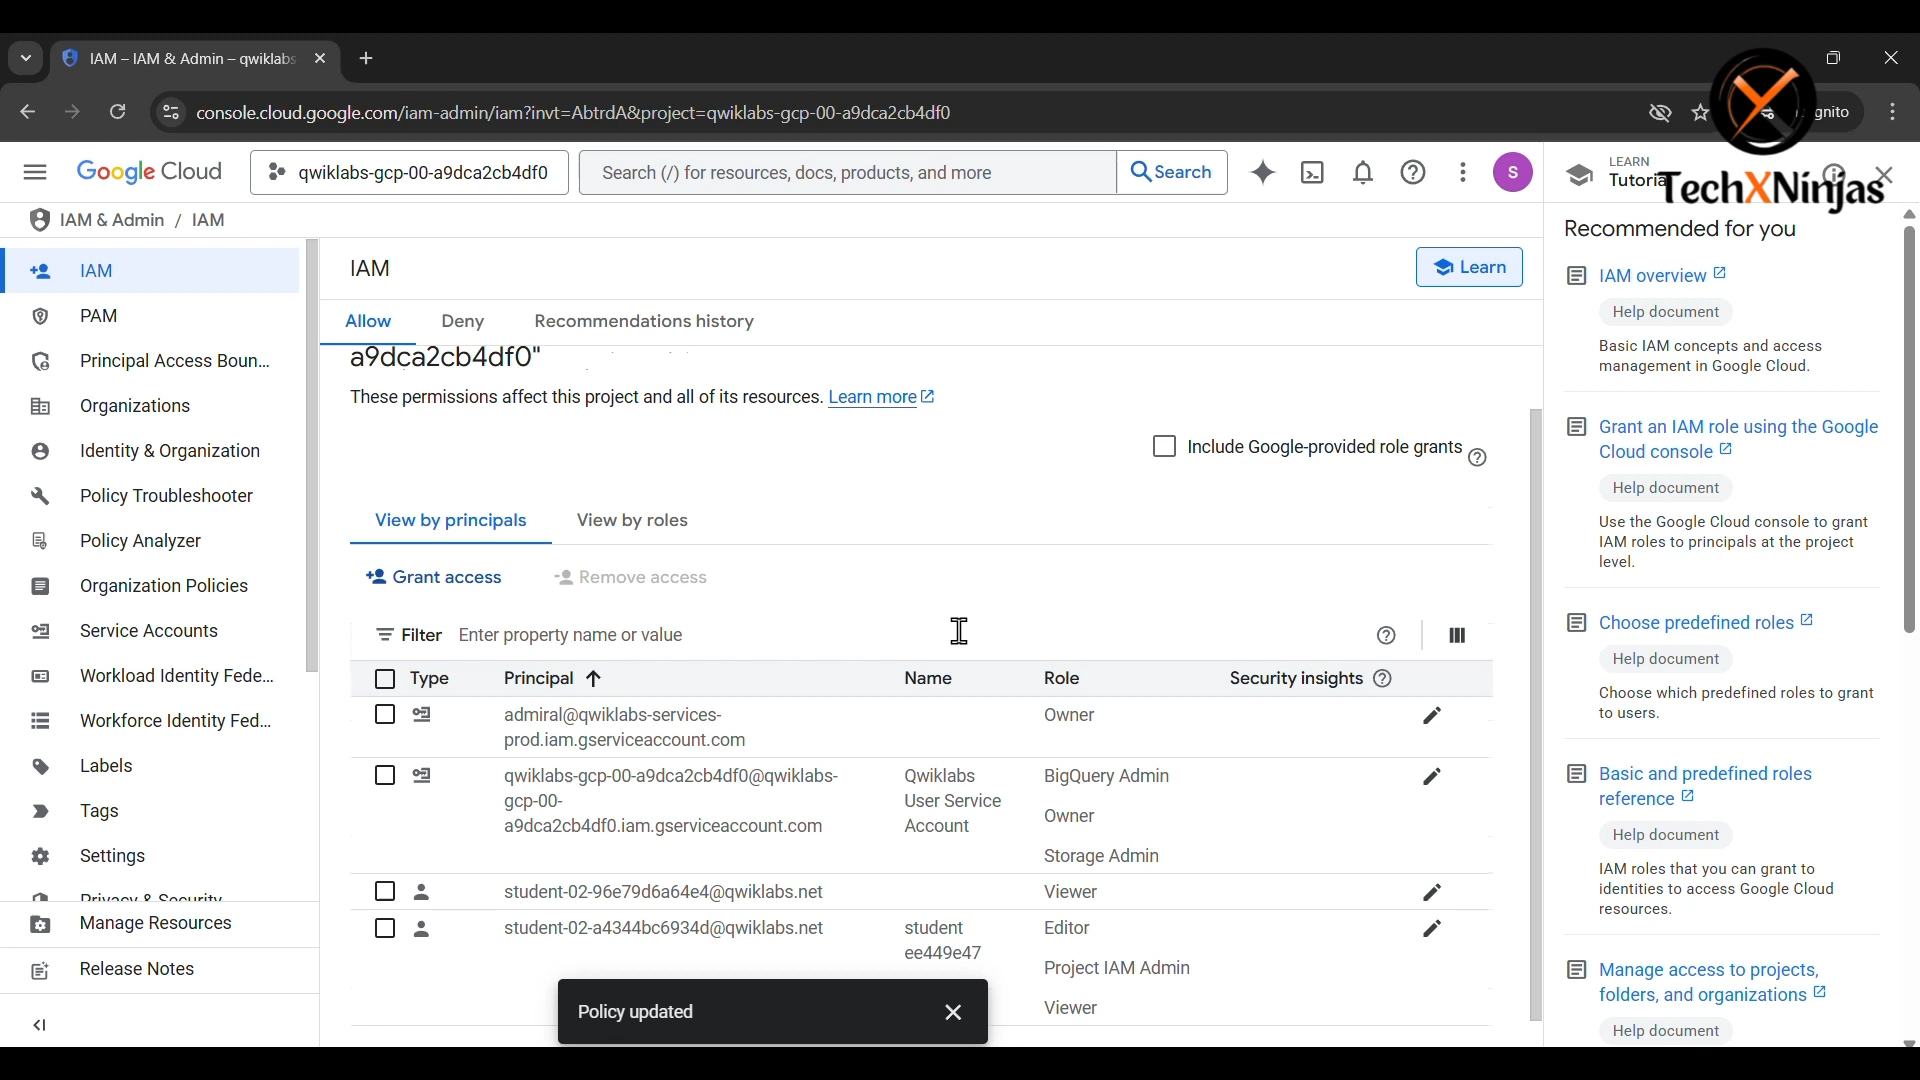 IAM – IAM & Admin – qwiklabs
console.cloud.google.com/iam-admin/iam?invt=AbtrdA&project=qwiklabs-gcp-00-a9dca2cb4df0
gnito
Google Cloud
qwiklabs-gcp-00-a9dca2cb4df0
Search (/) for resources, docs, products, and more
Search
S
LEARN
Tutoria
TechXNinjas
IAM & Admin / IAM
IAM
PAM
Principal Access Boun...
Organizations
Identity & Organization
Policy Troubleshooter
Policy Analyzer
Organization Policies
Service Accounts
Workload Identity Fede...
Workforce Identity Fed...
Labels
Tags
Settings
Privacy & Security
Manage Resources
Release Notes
IAM
Learn
Allow
Deny
Recommendations history
a9dca2cb4df0"
These permissions affect this project and all of its resources. Learn more
Include Google-provided role grants
View by principals
View by roles
Grant access
Remove access
Filter Enter property name or value
Type Principal Name Role Security insights
admiral@qwiklabs-services- Owner
prod.iam.gserviceaccount.com
qwiklabs-gcp-00-a9dca2cb4df0@qwiklabs- Qwiklabs BigQuery Admin
gcp-00- User Service
a9dca2cb4df0.iam.gserviceaccount.com Account Owner
Storage Admin
student-02-96e79d6a64e4@qwiklabs.net Viewer
student-02-a4344bc6934d@qwiklabs.net student Editor
ee449e47
Project IAM Admin
Viewer
Policy updated
Recommended for you
IAM overview
Help document
Basic IAM concepts and access
management in Google Cloud.
Grant an IAM role using the Google
Cloud console
Help document
Use the Google Cloud console to grant
IAM roles to principals at the project
level.
Choose predefined roles
Help document
Choose which predefined roles to grant
to users.
Basic and predefined roles
reference
Help document
IAM roles that you can grant to
identities to access Google Cloud
resources.
Manage access to projects,
folders, and organizations
Help document